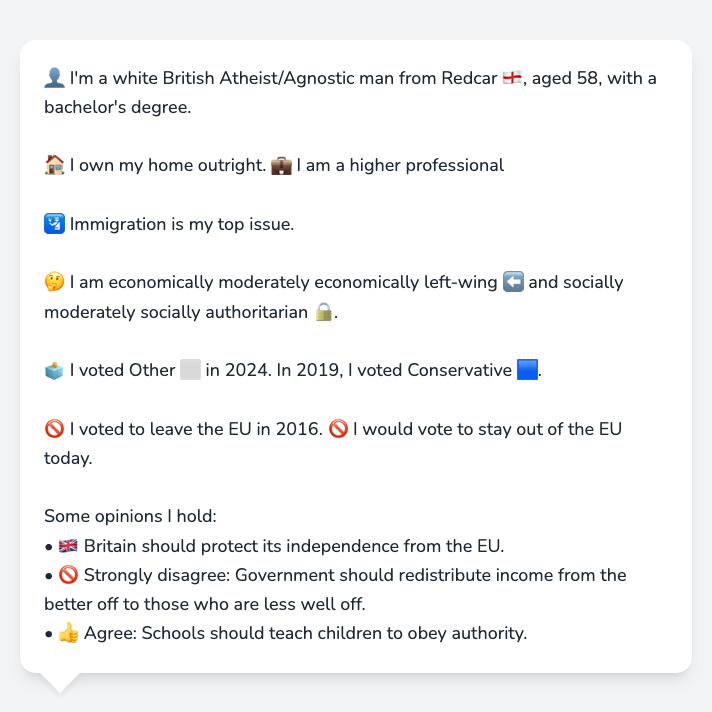 👤 I'm a white British Atheist/Agnostic man from Redcar 🏴󠁧󠁢󠁥󠁮󠁧󠁿, aged 58, with a
bachelor's degree.
🏠 I own my home outright. 💼 I am a higher professional
🛂 Immigration is my top issue.
🤔 I am economically moderately economically left-wing ⬅️ and socially
moderately socially authoritarian 🔒.
🗳️ I voted Other ⬜ in 2024. In 2019, I voted Conservative 🟦.
🚫 I voted to leave the EU in 2016. 🚫 I would vote to stay out of the EU
today.
Some opinions I hold:
• 🇬🇧 Britain should protect its independence from the EU.
• 🚫 Strongly disagree: Government should redistribute income from the
better off to those who are less well off.
• 👍 Agree: Schools should teach children to obey authority.